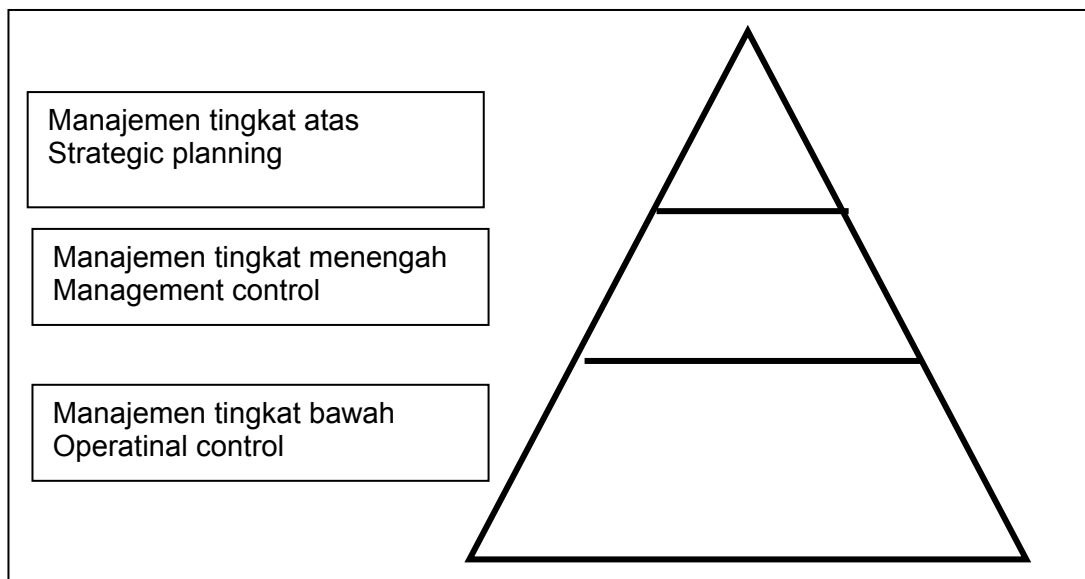 Manajemen tingkat atas
Strategic planning
Manajemen tingkat menengah
Management control
Manajemen tingkat bawah
Operatinal control